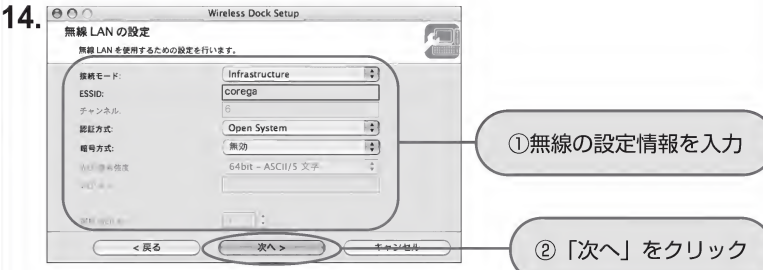 14.
Wireless Dock Setup
無線 LAN の設定
無線 LAN を使用するための設定を行います。
接続モード: Infrastructure
ESSID: corega
チャンネル: 6
認証方式: Open System
暗号方式: 無効
64bit - ASCII/5 文字
①無線の設定情報を入力
< 戻る 次へ > キャンセル
②「次へ」をクリック